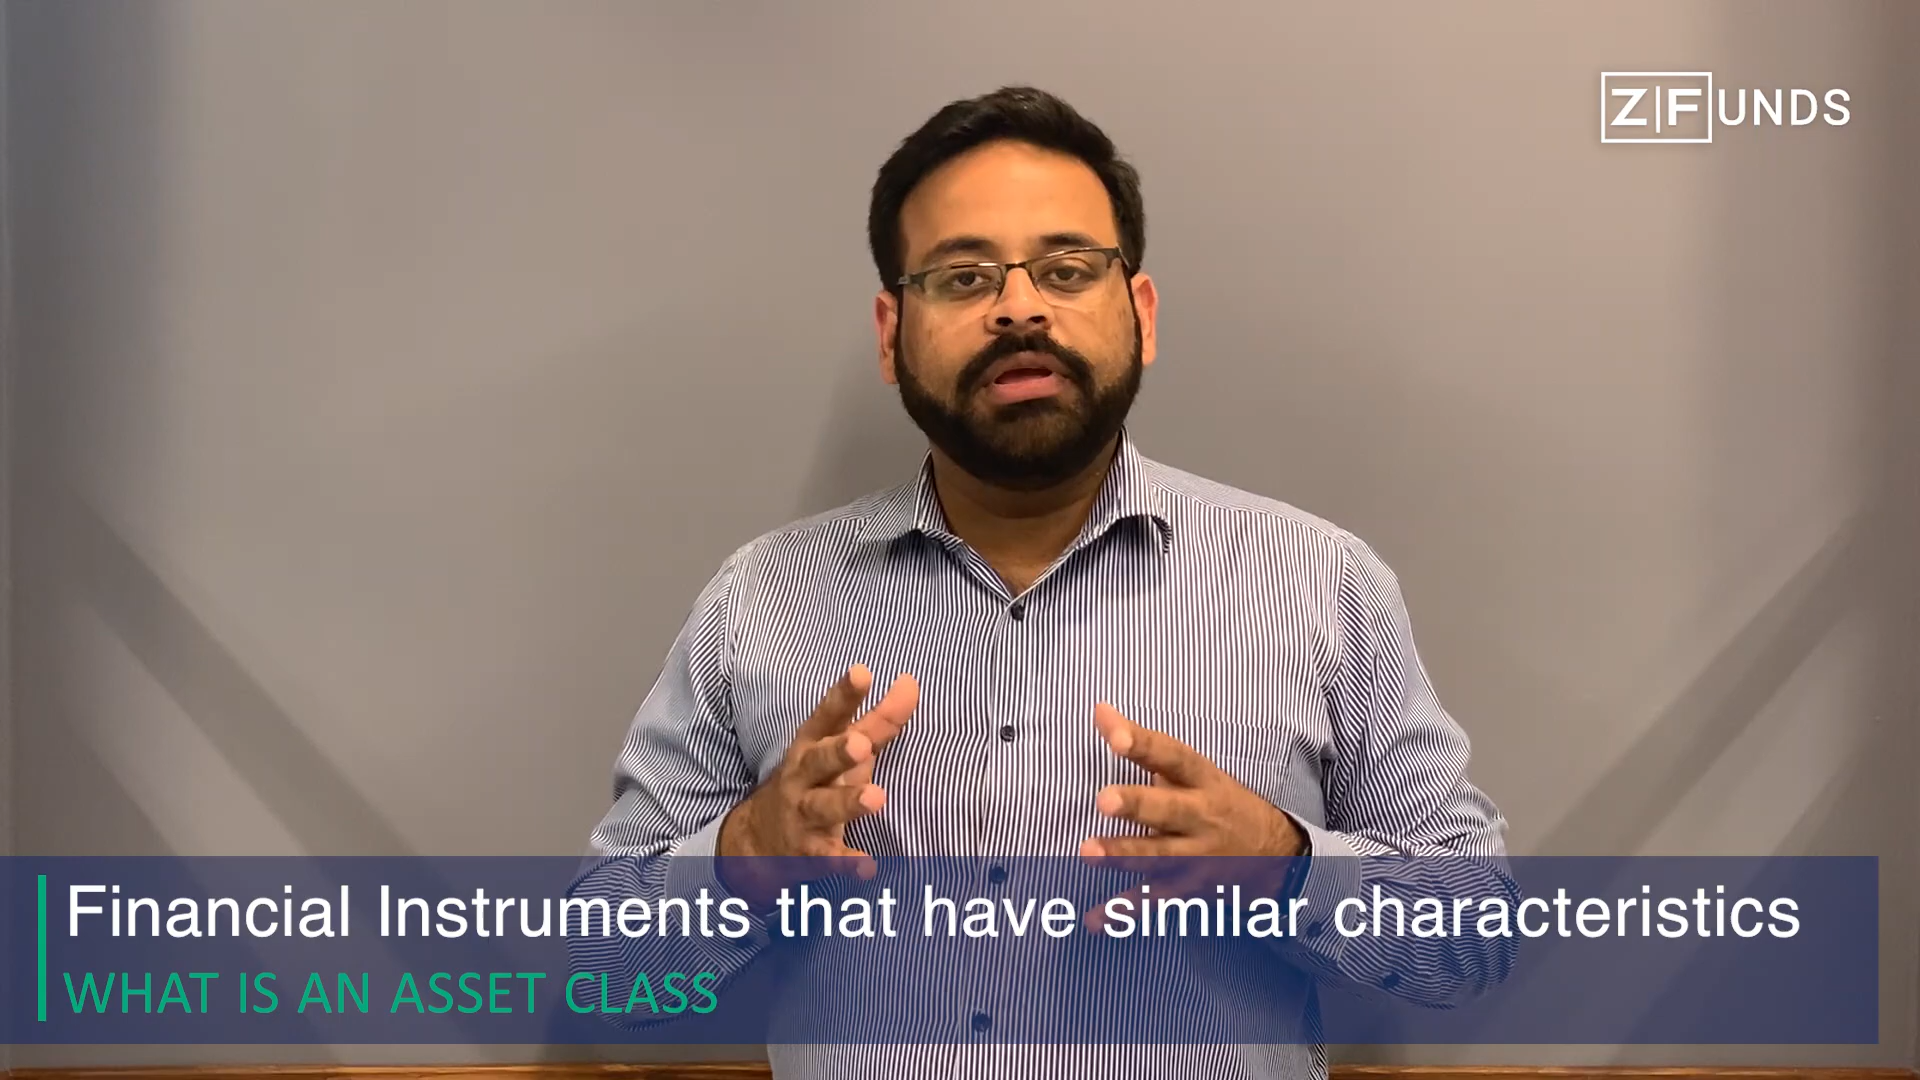 Z|FUNDS
Financial Instruments that have similar characteristics
WHAT IS AN ASSET CLASS